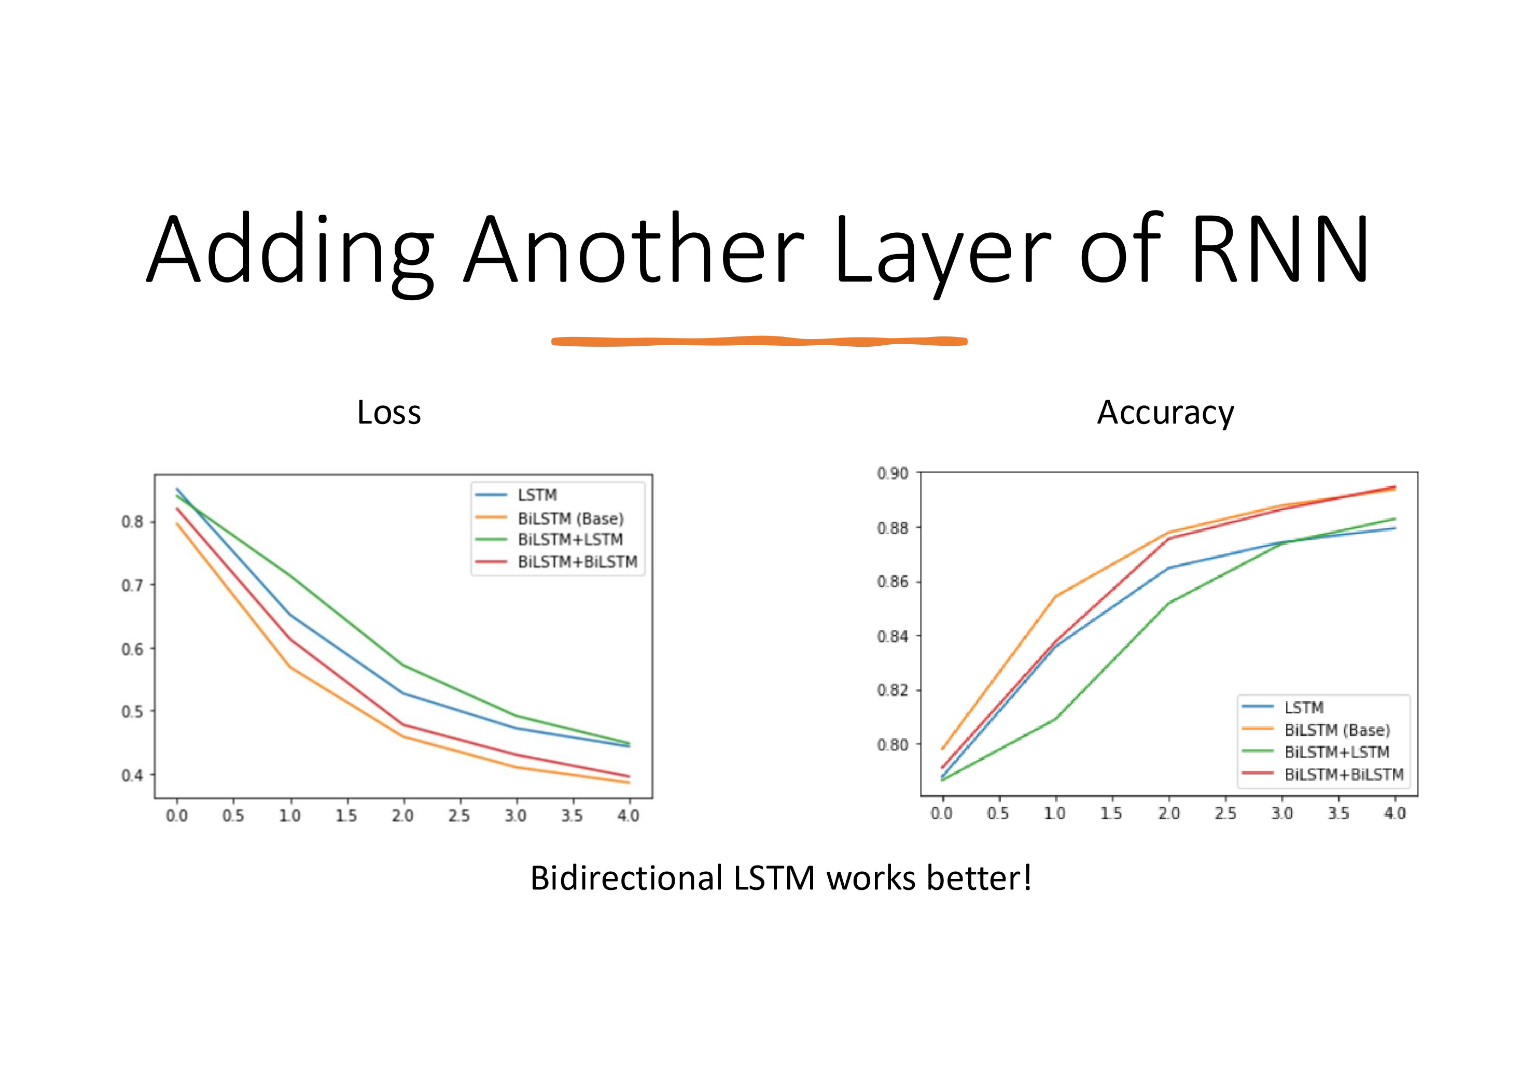 Adding Another Layer of RNN
Loss
LSTM
BiLSTM (Base)
BiLSTM+LSTM
BiLSTM+BiLSTM
0.8
0.7
0.6
0.5
0.4
0.0 0.5 1.0 1.5 2.0 2.5 3.0 3.5 4.0
Accuracy
0.90
0.88
0.86
0.84
0.82
0.80
LSTM
BiLSTM (Base)
BiLSTM+LSTM
BiLSTM+BiLSTM
0.0 0.5 1.0 1.5 2.0 2.5 3.0 3.5 4.0
Bidirectional LSTM works better!